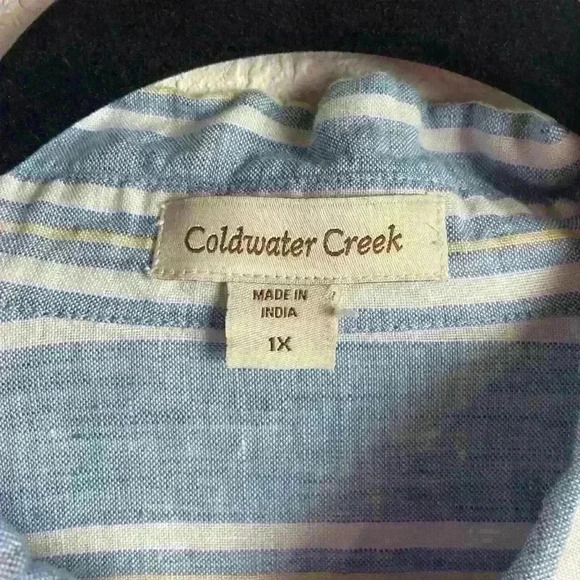 Coldwater Creek
MADE IN
INDIA
1X